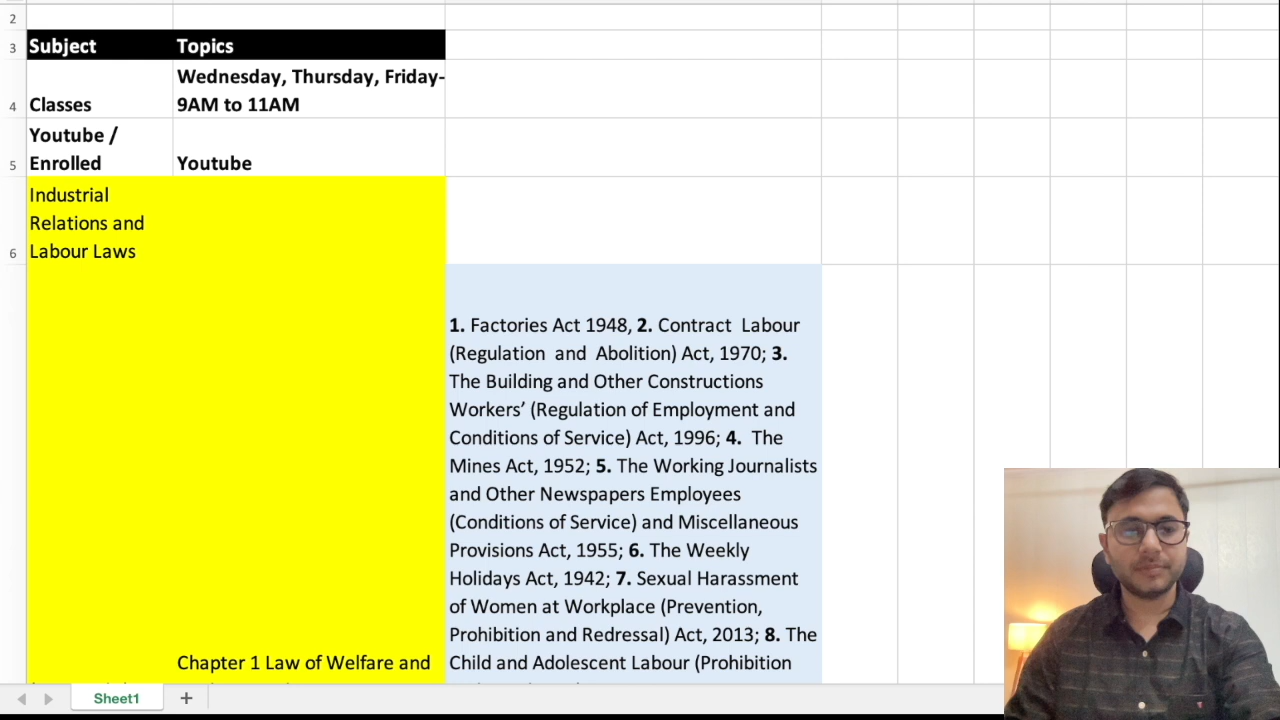 2
3 Subject Topics
Wednesday, Thursday, Friday-
4 Classes 9AM to 11AM
Youtube /
5 Enrolled Youtube
Industrial
Relations and
6 Labour Laws
1. Factories Act 1948, 2. Contract Labour
(Regulation and Abolition) Act, 1970; 3.
The Building and Other Constructions
Workers’ (Regulation of Employment and
Conditions of Service) Act, 1996; 4. The
Mines Act, 1952; 5. The Working Journalists
and Other Newspapers Employees
(Conditions of Service) and Miscellaneous
Provisions Act, 1955; 6. The Weekly
Holidays Act, 1942; 7. Sexual Harassment
of Women at Workplace (Prevention,
Prohibition and Redressal) Act, 2013; 8. The
Chapter 1 Law of Welfare and Child and Adolescent Labour (Prohibition
Sheet1 +